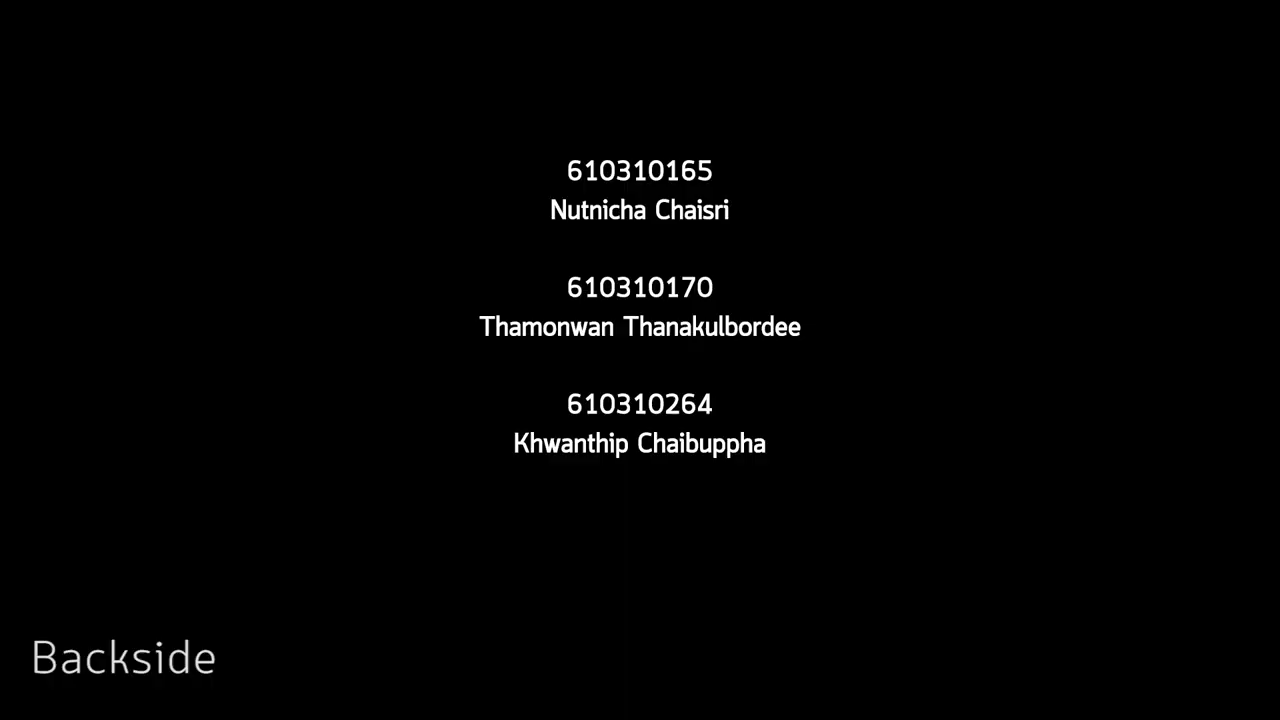 610310165
Nutnicha Chaisri
610310170
Thamonwan Thanakulbordee
610310264
Khwanthip Chaibuppha
Backside